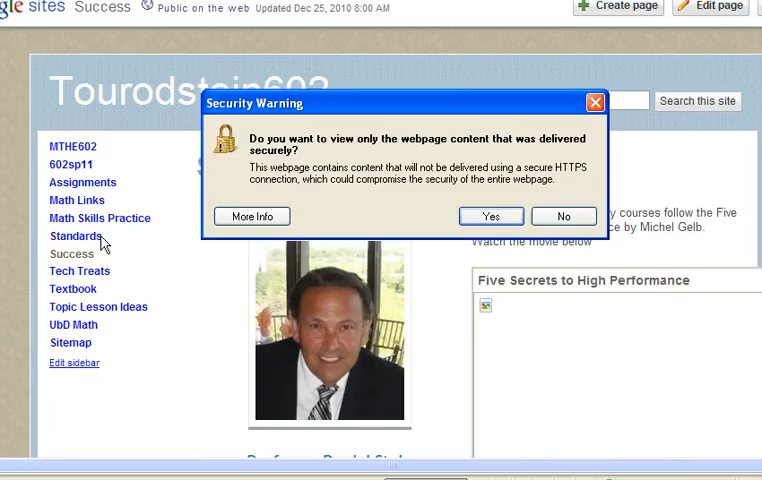 gle sites Success Public on the web Updated Dec 25, 2010 8:00 AM Create page Edit page
Tourodstein602
Search this site
Security Warning
Do you want to view only the webpage content that was delivered
securely?
This webpage contains content that will not be delivered using a secure HTTPS
connection, which could compromise the security of the entire webpage.
More Info Yes No
MTHE602
602sp11
Assignments
Math Links
Math Skills Practice
Standards
Success
Tech Treats
Textbook
Topic Lesson Ideas
UbD Math
Sitemap
Edit sidebar
y courses follow the Five
ce by Michel Gelb.
Watch the movie below
Five Secrets to High Performance